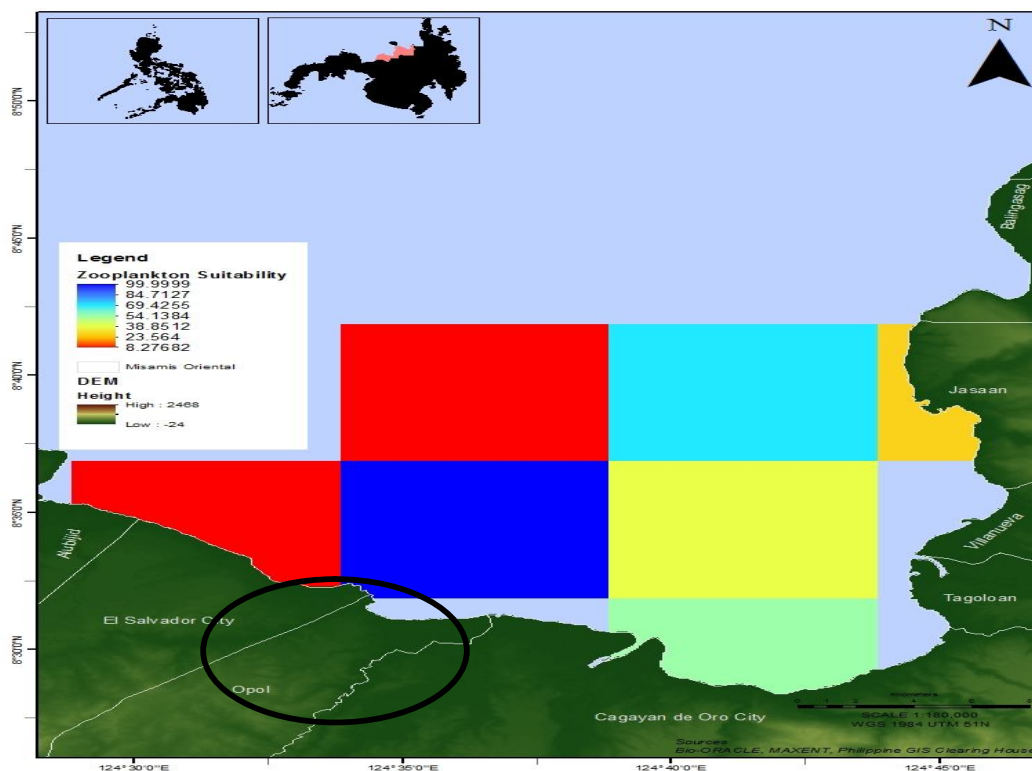 N
8°50'0"N
8°45'0"N
8°40'0"N
8°35'0"N
8°30'0"N
Legend
Zooplankton Suitability
99.9999
84.7127
69.4255
54.1384
38.8512
23.564
8.27682
Misamis Oriental
DEM
Height
High : 2468
Low : -24
Balingasag
Jasaan
Villanueva
Tagoloan
Alubijid
El Salvador City
Opol
Cagayan de Oro City
Kilometers
SCALE 1:180,000
WGS 1984 UTM 51N
Sources
Bio-ORACLE, MAXENT, Philippine GIS Clearing House
124°30'0"E
124°35'0"E
124°40'0"E
124°45'0"E